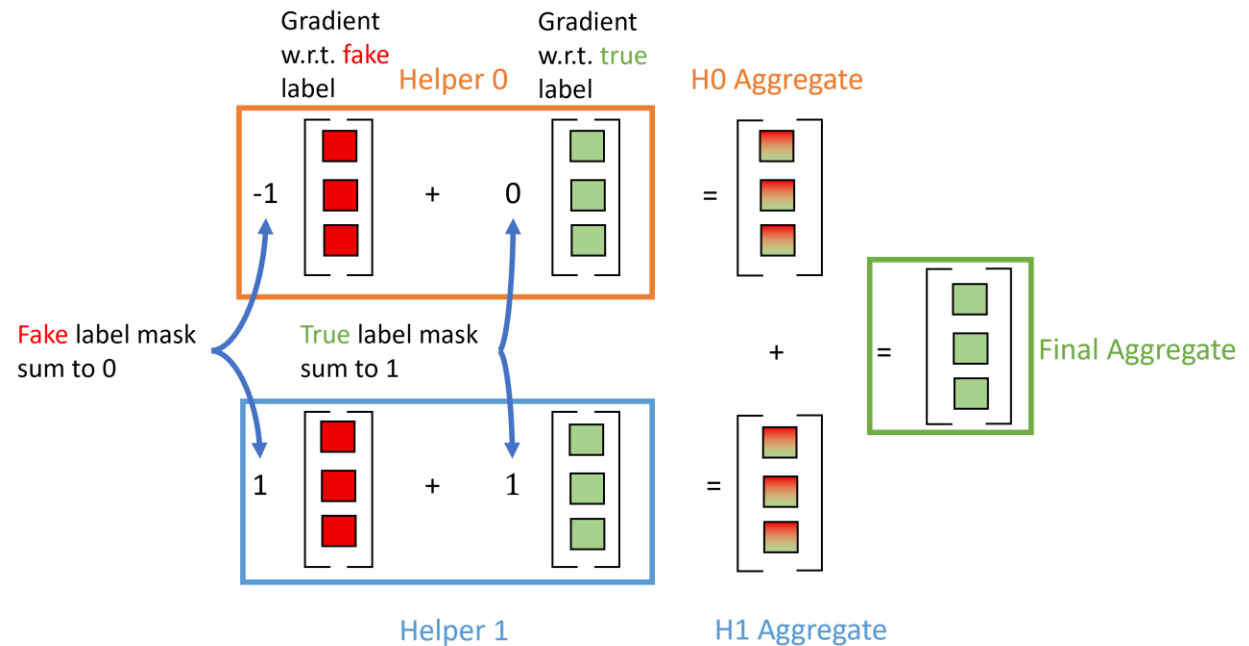 Gradient
w.r.t. fake
label
Helper 0
Gradient
w.r.t. true
label
H0 Aggregate
-1
+
0
=
Fake label mask
sum to 0
True label mask
sum to 1
+
=
Final Aggregate
1
+
1
=
Helper 1
H1 Aggregate